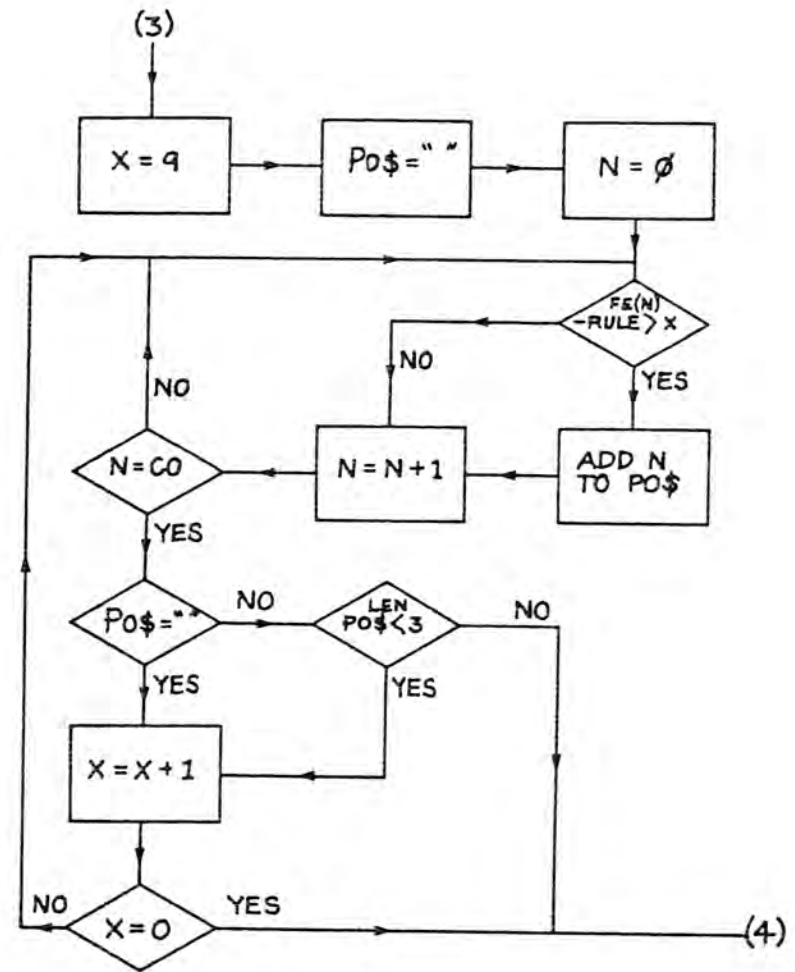 (3)
X = 9
PO$ = " "
N = Ø
FE(N)
-RULE > X
NO
YES
NO
N = CO
N = N + 1
ADD N
TO PO$
YES
PO$ = " "
NO
LEN
PO$ < 3
NO
YES
YES
X = X + 1
NO
X = 0
YES
(4)